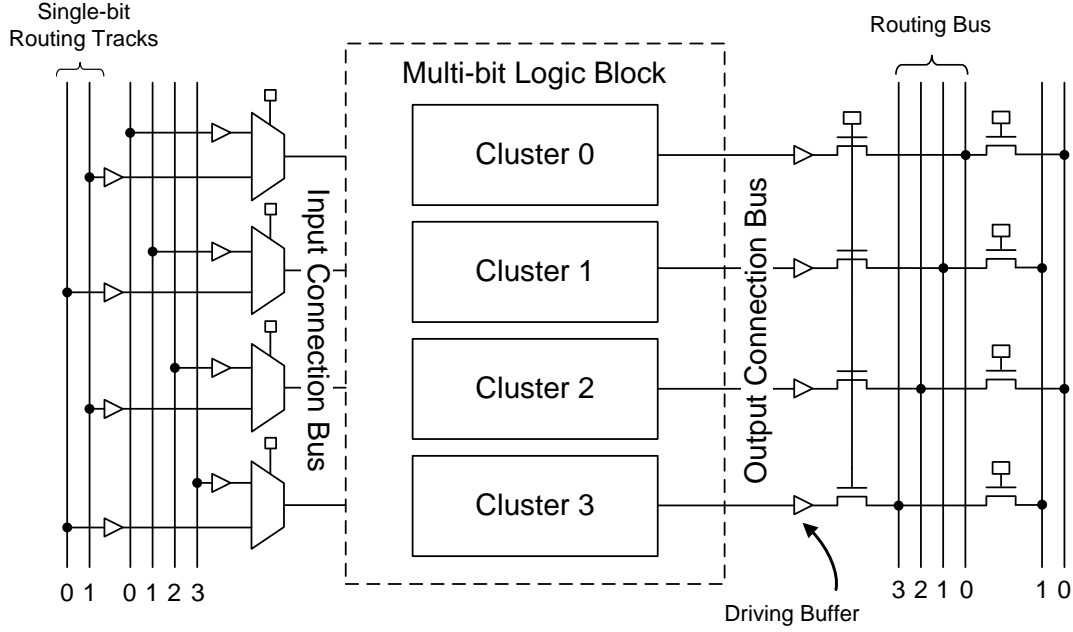 Single-bit
Routing Tracks
Routing Bus
Multi-bit Logic Block
Cluster 0
Cluster 1
Cluster 2
Cluster 3
Input Connection Bus
Output Connection Bus
0 1 0 1 2 3
3 2 1 0 1 0
Driving Buffer